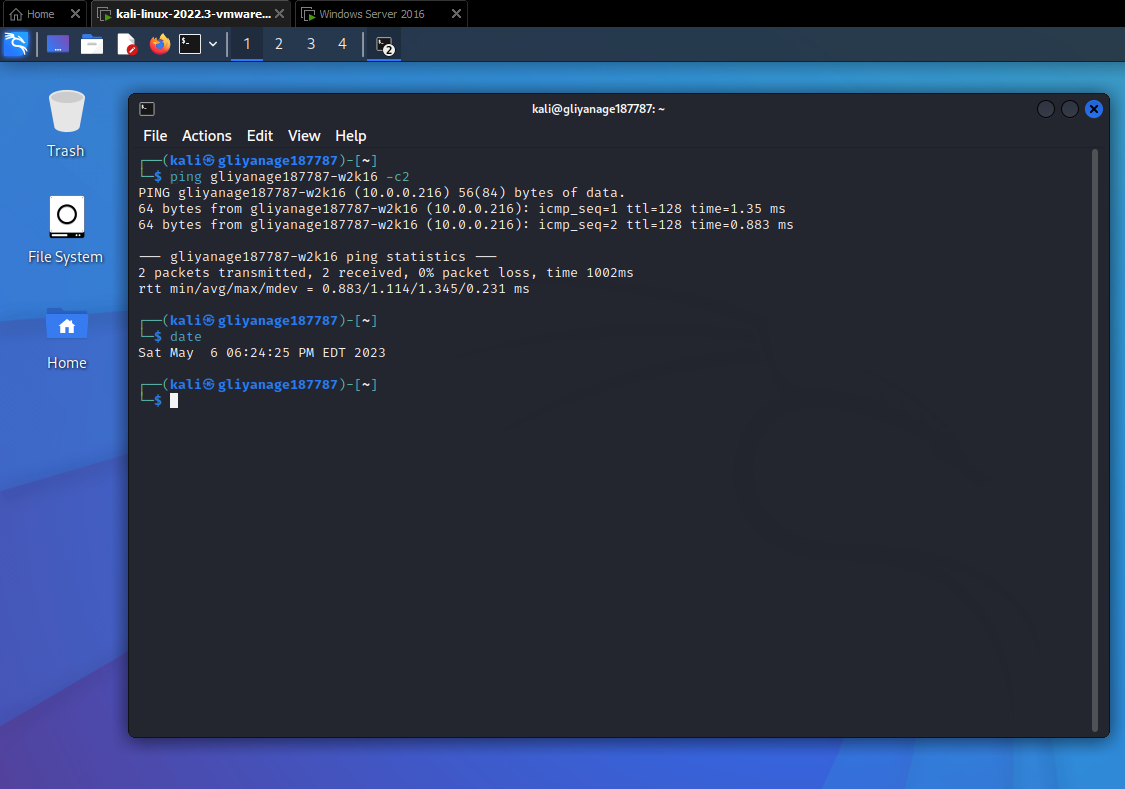 Home
kali-linux-2022.3-vmware...
Windows Server 2016
1 2 3 4
2
Trash
File System
Home
kali@gliyanage187787: ~
File Actions Edit View Help
┌──(kali㉿gliyanage187787)-[~]
└─$ ping gliyanage187787-w2k16 -c2
PING gliyanage187787-w2k16 (10.0.0.216) 56(84) bytes of data.
64 bytes from gliyanage187787-w2k16 (10.0.0.216): icmp_seq=1 ttl=128 time=1.35 ms
64 bytes from gliyanage187787-w2k16 (10.0.0.216): icmp_seq=2 ttl=128 time=0.883 ms
--- gliyanage187787-w2k16 ping statistics ---
2 packets transmitted, 2 received, 0% packet loss, time 1002ms
rtt min/avg/max/mdev = 0.883/1.114/1.345/0.231 ms
┌──(kali㉿gliyanage187787)-[~]
└─$ date
Sat May  6 06:24:25 PM EDT 2023
┌──(kali㉿gliyanage187787)-[~]
└─$